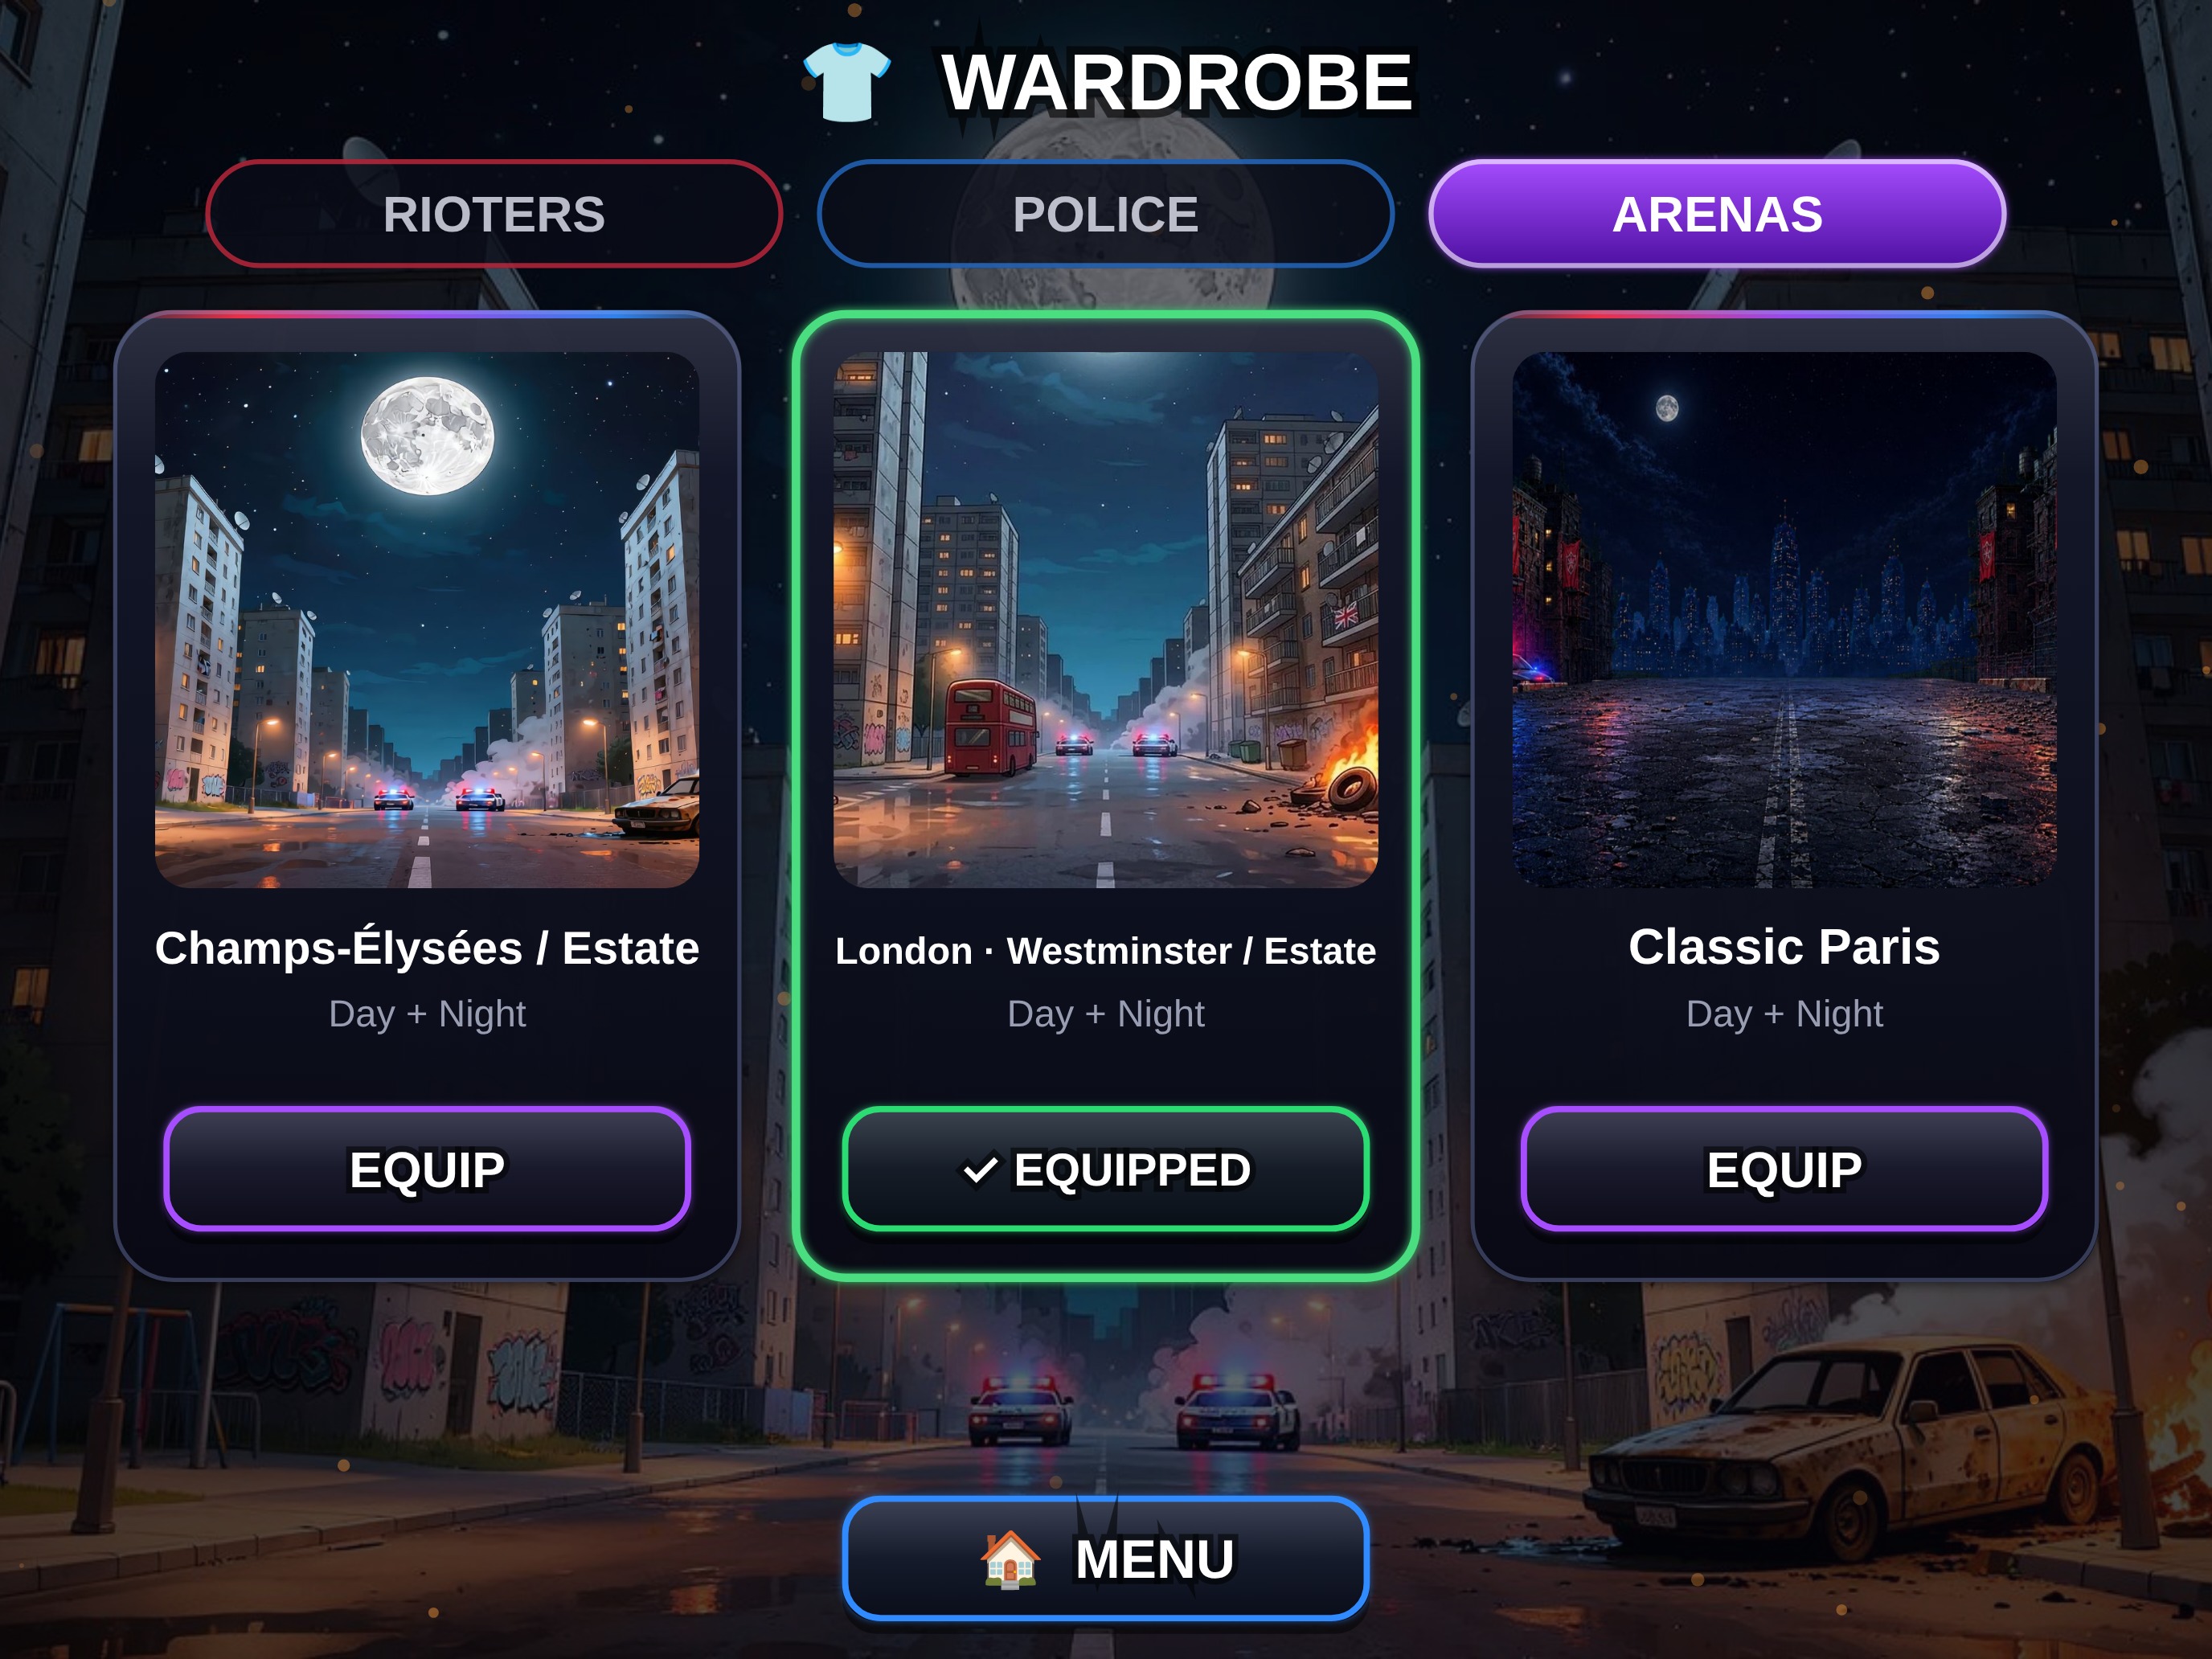 WARDROBE
RIOTERS
POLICE
ARENAS
Champs-Élysées / Estate
Day + Night
EQUIP
London · Westminster / Estate
Day + Night
✓ EQUIPPED
Classic Paris
Day + Night
EQUIP
MENU